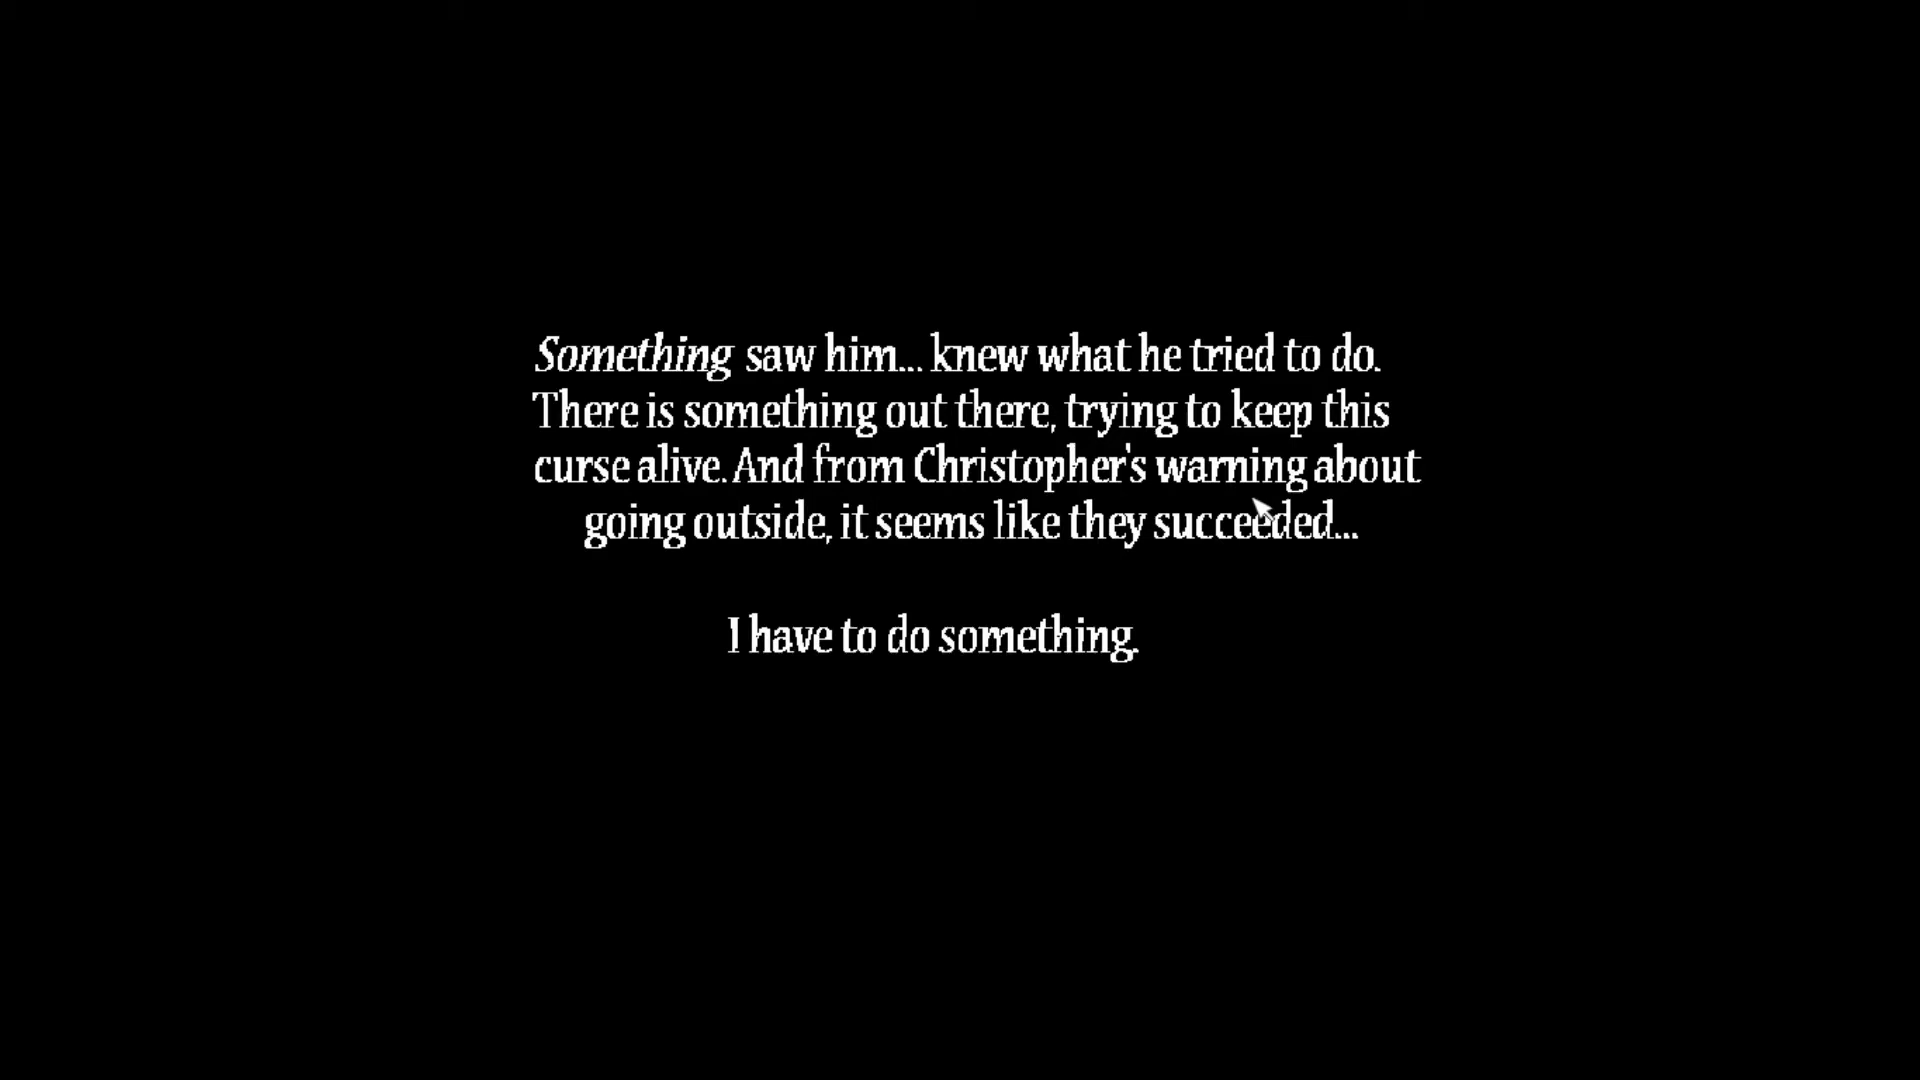 Something saw him... knew what he tried to do.
There is something out there, trying to keep this
curse alive. And from Christopher's warning about
going outside, it seems like they succeeded...
I have to do something.